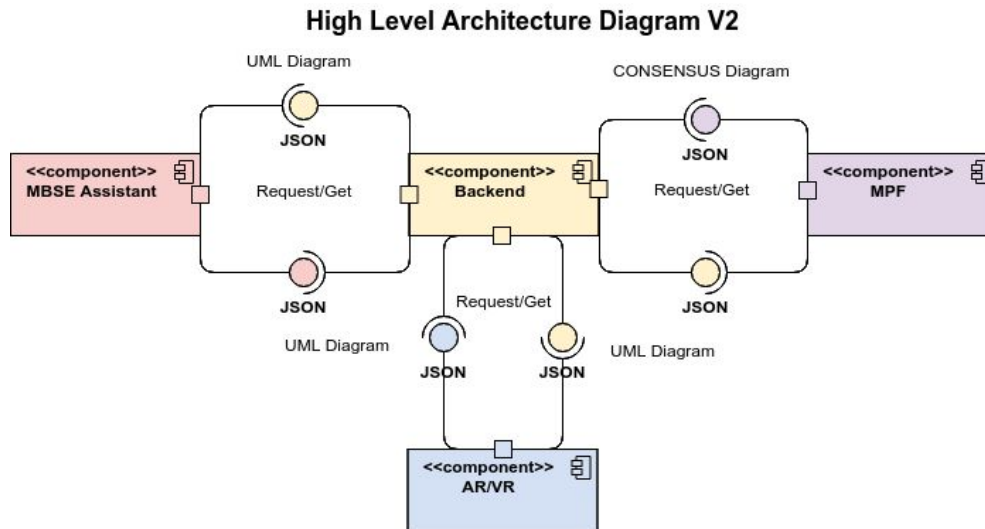 High Level Architecture Diagram V2
UML Diagram
CONSENSUS Diagram
JSON
JSON
<<component>>
MBSE Assistant
Request/Get
<<component>>
Backend
Request/Get
<<component>>
MPF
JSON
JSON
Request/Get
UML Diagram
UML Diagram
JSON
JSON
<<component>>
AR/VR